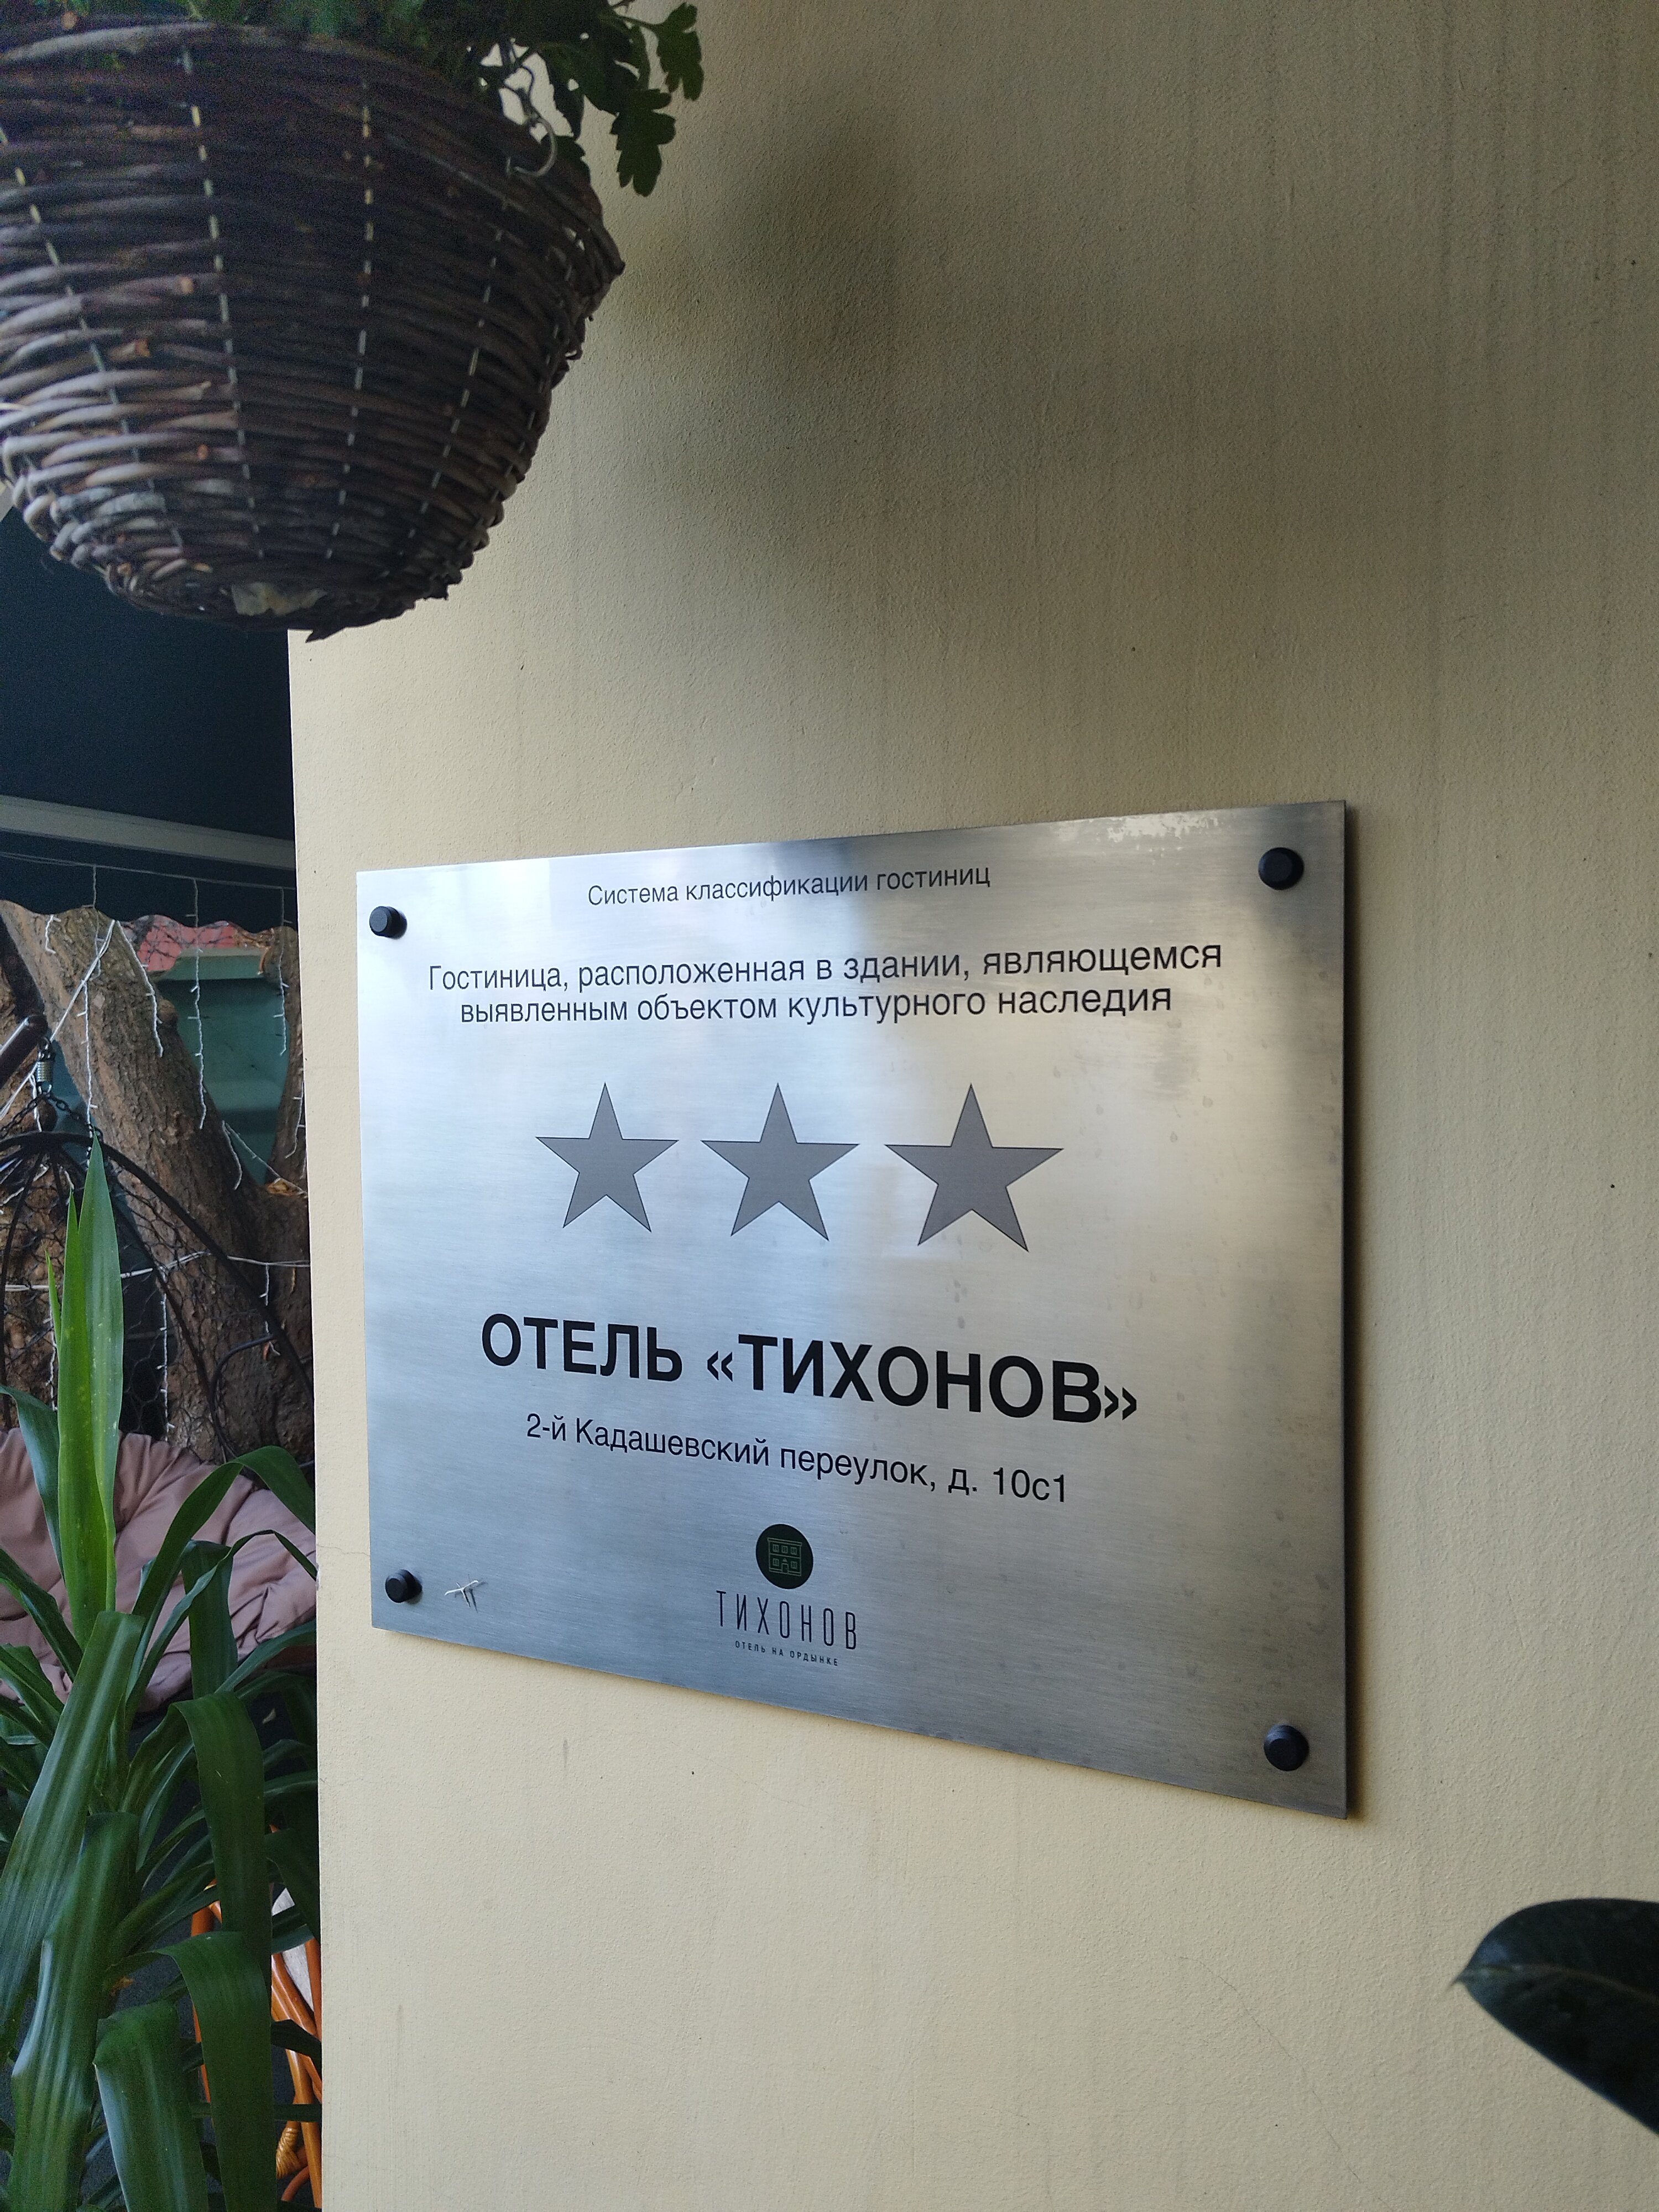 Система классификации гостиниц
Гостиница, расположенная в здании, являющемся
выявленным объектом культурного наследия
ОТЕЛЬ «ТИХОНОВ»
2-й Кадашевский переулок, д. 10с1
ТИХОНОВ
ОТЕЛЬ НА ОРДЫНКЕ